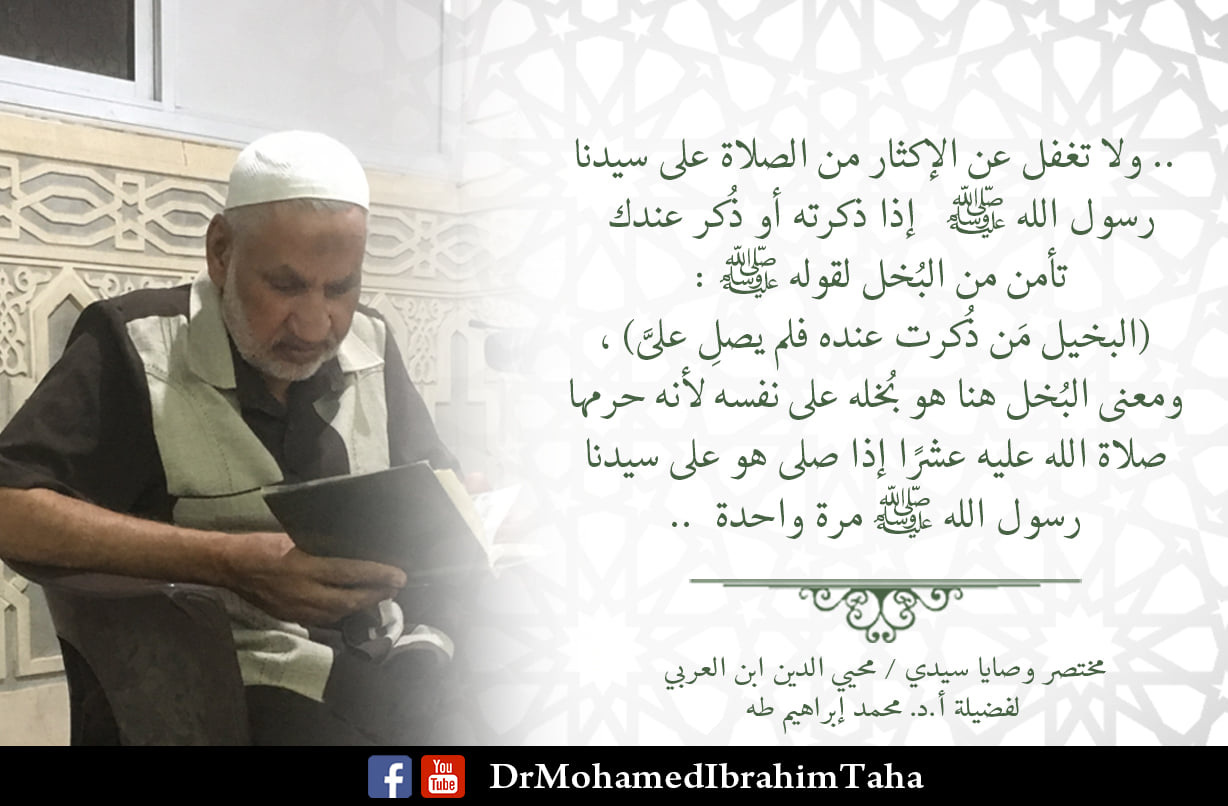 .. ولا تغفل عن الإكثار من الصلاة على سيدنا
رسول الله ﷺ إذا ذكرته أو ذُكر عندك
تأمن من البُخل لقوله ﷺ :
(البخيل مَن ذُكرت عنده فلم يصلِ علىَّ) ،
ومعنى البُخل هنا هو بُخله على نفسه لأنه حرمها
صلاة الله عليه عشرًا إذا صلى هو على سيدنا
رسول الله ﷺ مرة واحدة ..
مختصر وصايا سيدي / محيي الدين ابن العربي
لفضيلة أ.د. محمد إبراهيم طه
f You Tube DrMohamedIbrahimTaha